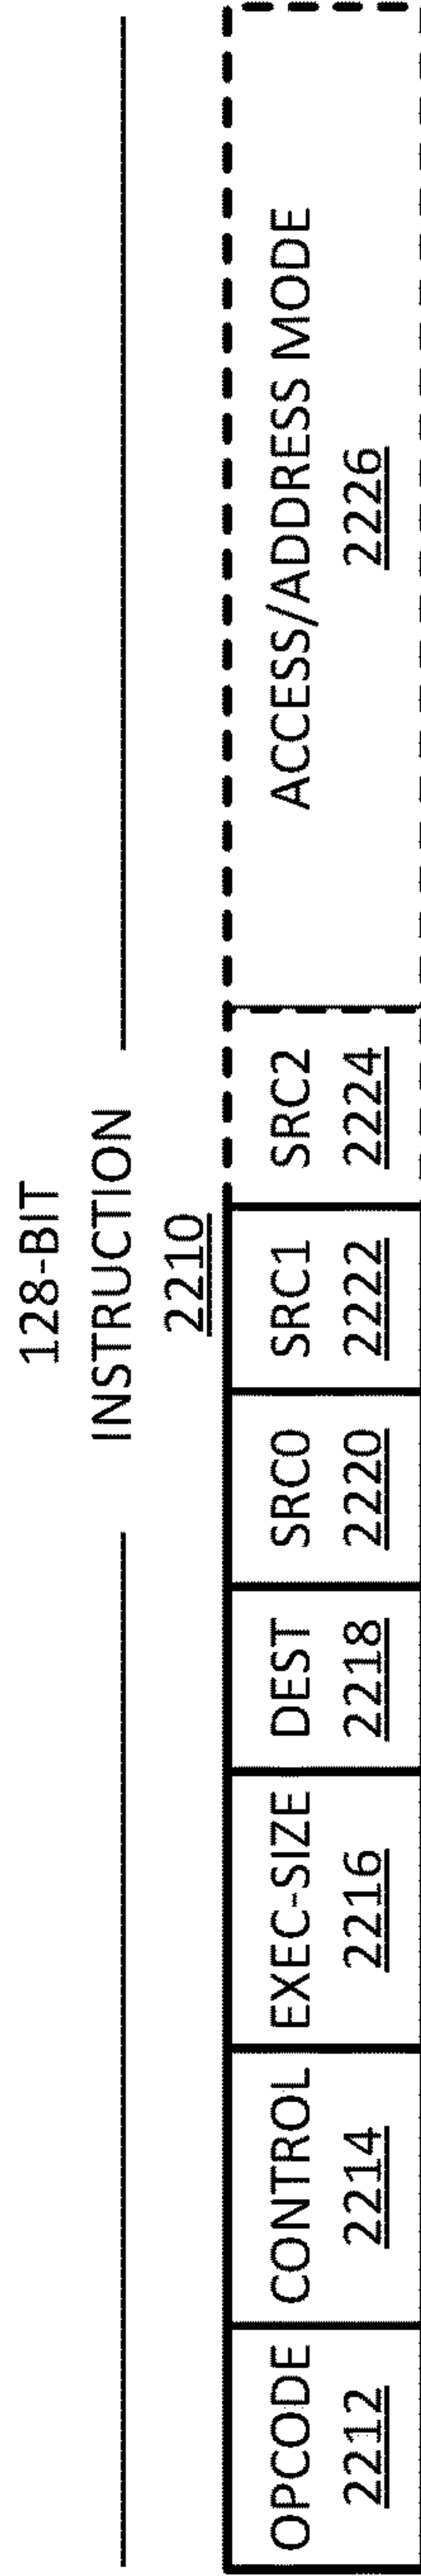 128-BIT
INSTRUCTION
2210
OPCODE
2212
CONTROL
2214
EXEC-SIZE
2216
DEST
2218
SRC0
2220
SRC1
2222
SRC2
2224
ACCESS/ADDRESS MODE
2226